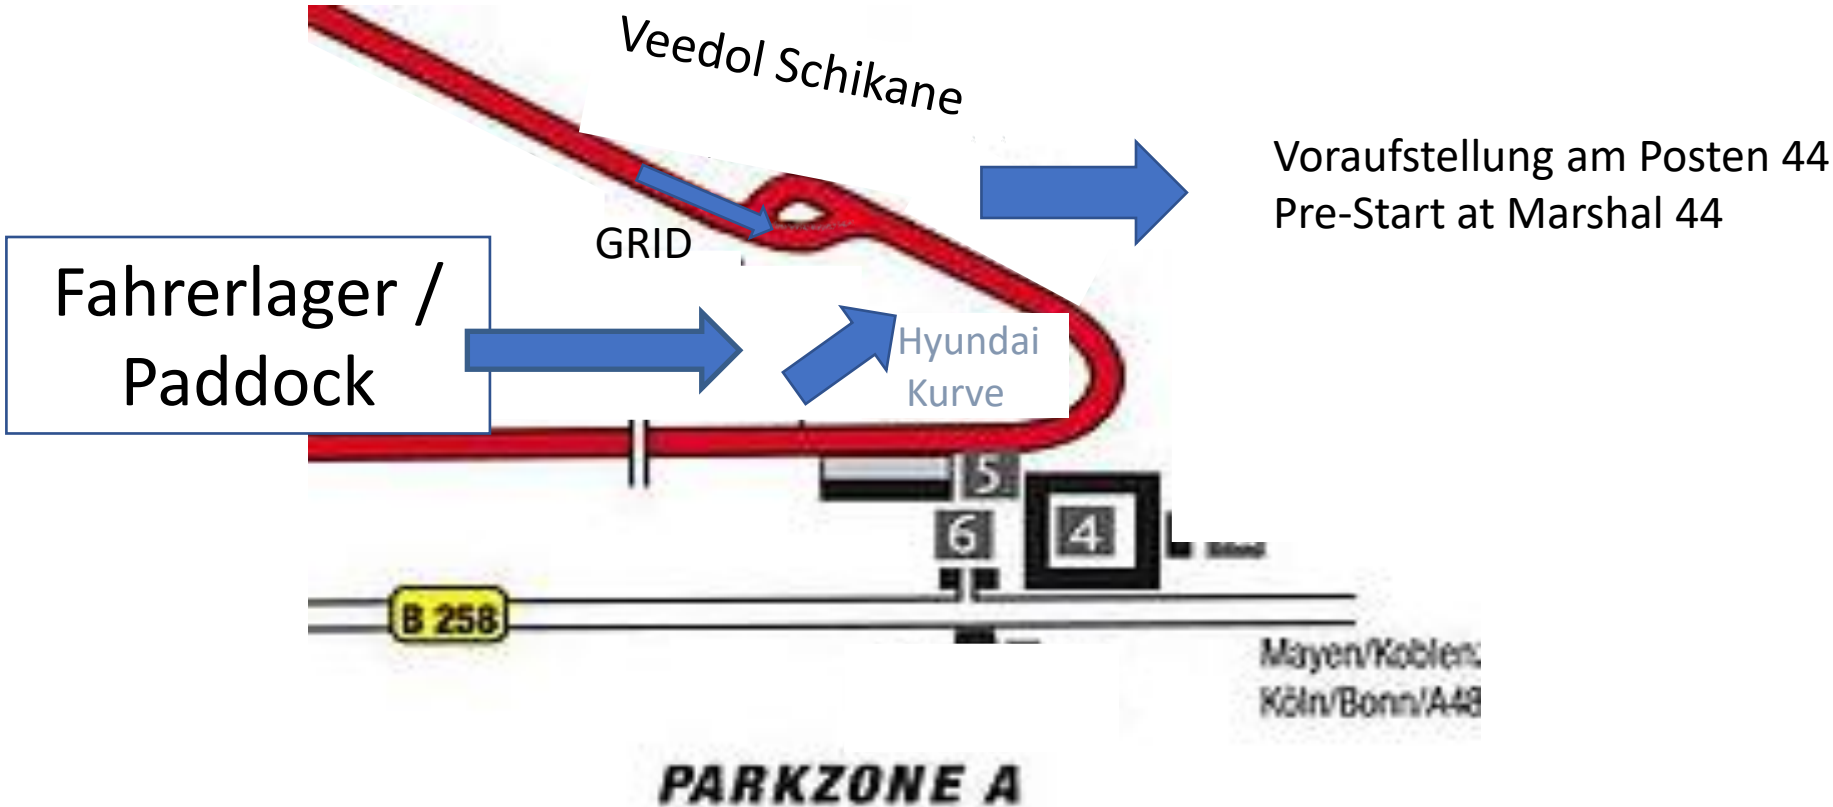 Veedol Schikane
Voraufstellung am Posten 44
Pre-Start at Marshal 44
GRID
Fahrerlager /
Paddock
Hyundai
Kurve
5
6
4
B 258
Mayen/Koblenz
Köln/Bonn/A48
PARKZONE A